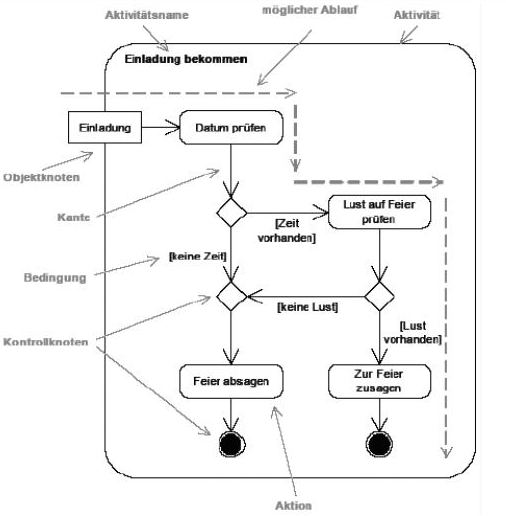 möglicher Ablauf
Aktivitätsname
Aktivität
Einladung bekommen
Einladung
Datum prüfen
Objektknoten
Lust auf Feier
prüfen
Kante
[Zeit
vorhanden]
[keine Zeit]
Bedingung
[keine Lust]
[Lust
vorhanden]
Kontrollknoten
Feier absagen
Zur Feier
zusagen
Aktion